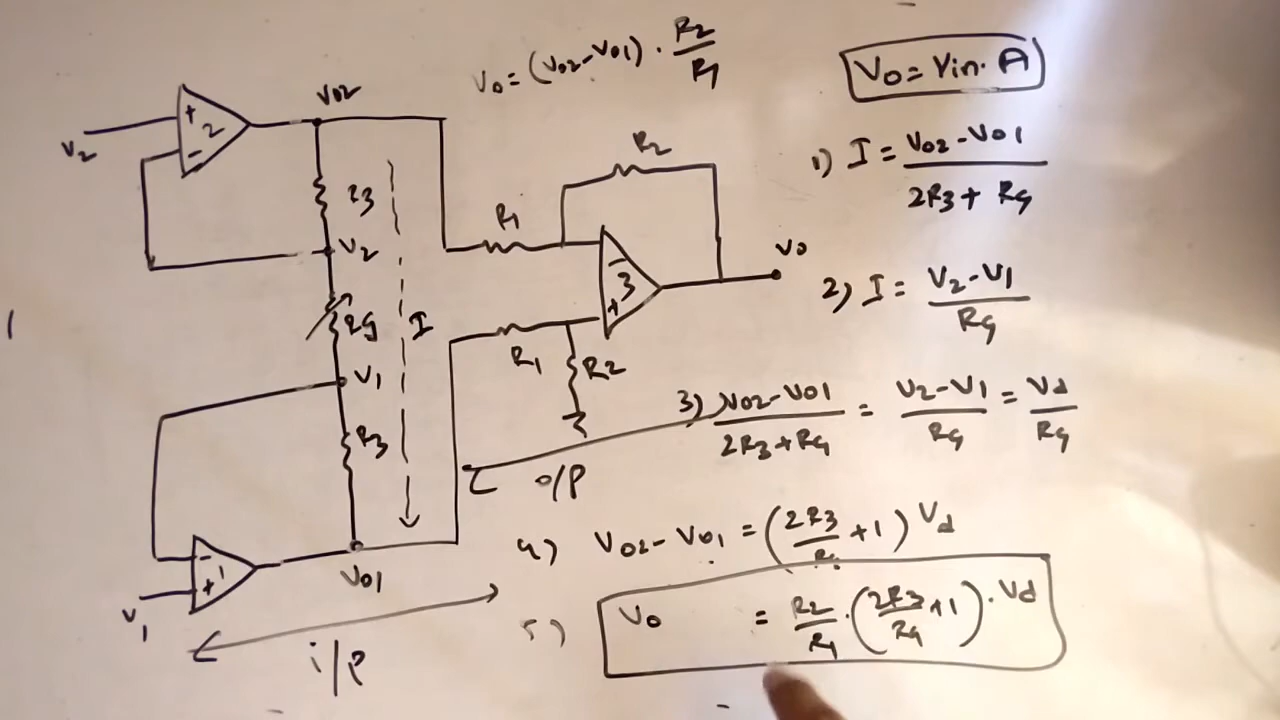 V02
V0 = (V02-V01) . R2/R1
V0 = Vin. A
+
2
-
V2
R3
V2
Rg
I
V1
R3
V01
-
1
+
V1
i/p
R1
R2
-
3
+
V0
R1
R2
o/p
1) I = V02-V01/2R3+ Rg
2) I = V2-V1/Rg
3) V02-V01/2R3+Rg = V2-V1/Rg = Vd/Rg
4) V02-V01 = (2R3/Rg +1) Vd
5) V0 = R2/R1 . (2R3/Rg +1) . Vd